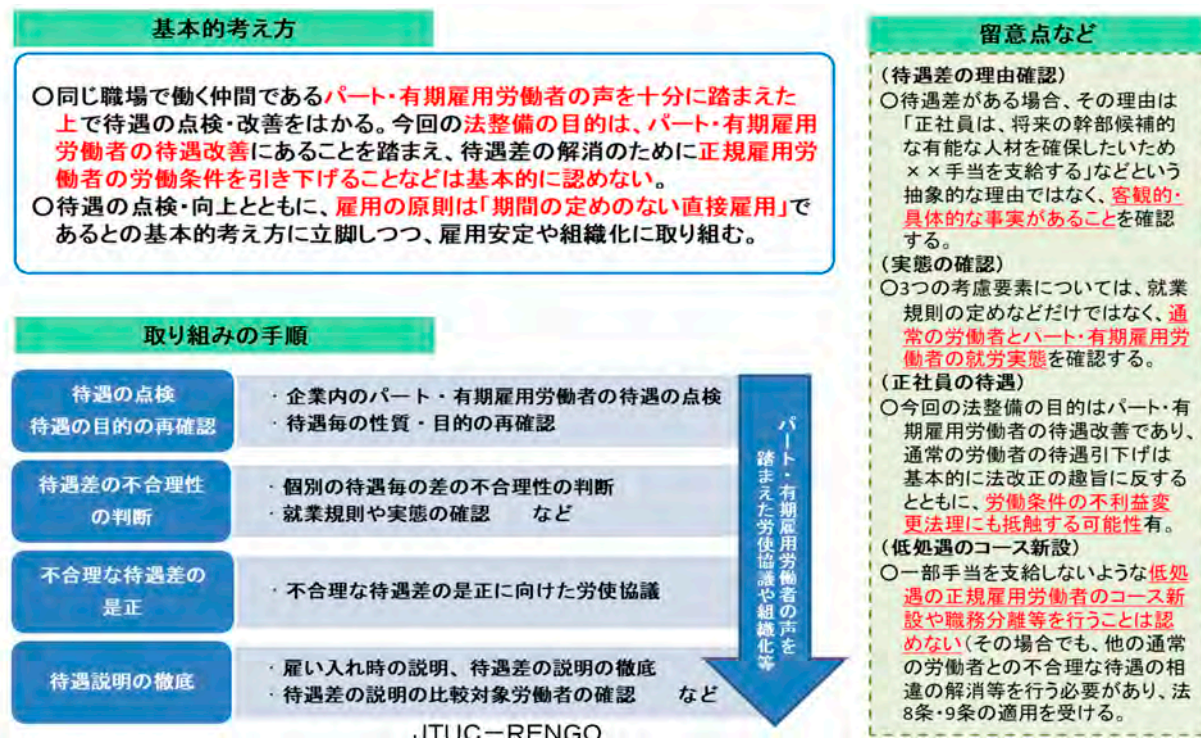 基本的考え方
○同じ職場で働く仲間であるパート・有期雇用労働者の声を十分に踏まえた
上で待遇の点検・改善をはかる。今回の法整備の目的は、パート・有期雇用
労働者の待遇改善にあることを踏まえ、待遇差の解消のために正規雇用労
働者の労働条件を引き下げることなどは基本的に認めない。
○待遇の点検・向上とともに、雇用の原則は「期間の定めのない直接雇用」で
あるとの基本的考え方に立脚しつつ、雇用安定や組織化に取り組む。
取り組みの手順
待遇の点検
待遇の目的の再確認
・企業内のパート・有期雇用労働者の待遇の点検
・待遇毎の性質・目的の再確認
待遇差の不合理性
の判断
・個別の待遇毎の差の不合理性の判断
・就業規則や実態の確認 など
不合理な待遇差の
是正
・不合理な待遇差の是正に向けた労使協議
待遇説明の徹底
・雇い入れ時の説明、待遇差の説明の徹底
・待遇差の説明の比較対象労働者の確認 など
パート・有期雇用労働者の声を
踏まえた労使協議や組織化等
JTUC-RENGO
留意点など
(待遇差の理由確認)
○待遇差がある場合、その理由は
「正社員は、将来の幹部候補的
な有能な人材を確保したいため
××手当を支給する」などという
抽象的な理由ではなく、客観的・
具体的な事実があることを確認
する。
(実態の確認)
○3つの考慮要素については、就業
規則の定めなどだけではなく、通
常の労働者とパート・有期雇用労
働者の就労実態を確認する。
(正社員の待遇)
○今回の法整備の目的はパート・有
期雇用労働者の待遇改善であり、
通常の労働者の待遇引下げは
基本的に法改正の趣旨に反する
とともに、労働条件の不利益変
更法理にも抵触する可能性有。
(低処遇のコース新設)
○一部手当を支給しないような低処
遇の正規雇用労働者のコース新
設や職務分離等を行うことは認
めない(その場合でも、他の通常
の労働者との不合理な待遇の相
違の解消等を行う必要があり、法
8条・9条の適用を受ける。